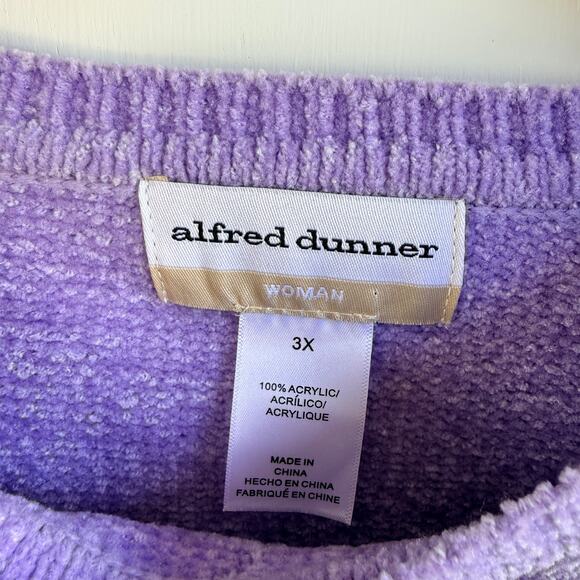 alfred dunner
WOMAN
3X
100% ACRYLIC/
ACRÍLICO/
ACRYLIQUE
MADE IN
CHINA
HECHO EN CHINA
FABRIQUÉ EN CHINE